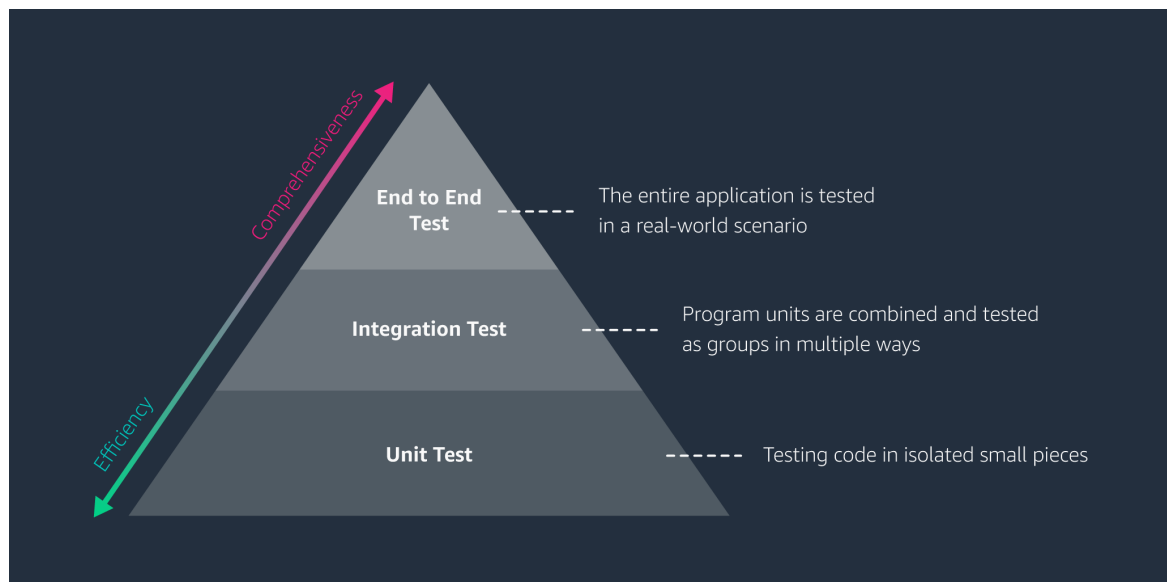 Comprehensiveness
Efficiency
End to End
Test
The entire application is tested
in a real-world scenario
Integration Test
Program units are combined and tested
as groups in multiple ways
Unit Test
Testing code in isolated small pieces